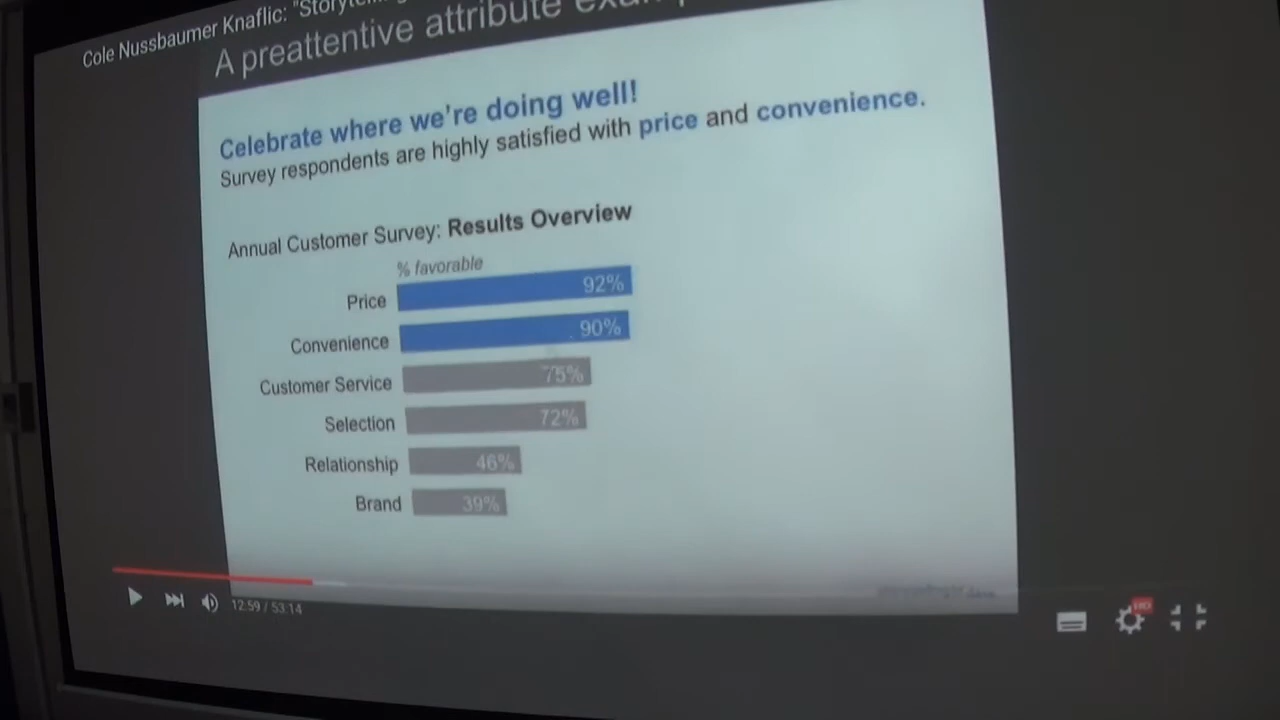 Cole Nussbaumer Knaflic:
A preattentive attribute
Celebrate where we're doing well!
Survey respondents are highly satisfied with price and convenience.
Annual Customer Survey: Results Overview
% favorable
Price 92%
Convenience 90%
Customer Service 75%
Selection 72%
Relationship 46%
Brand 39%
12:59 / 53:14
HD